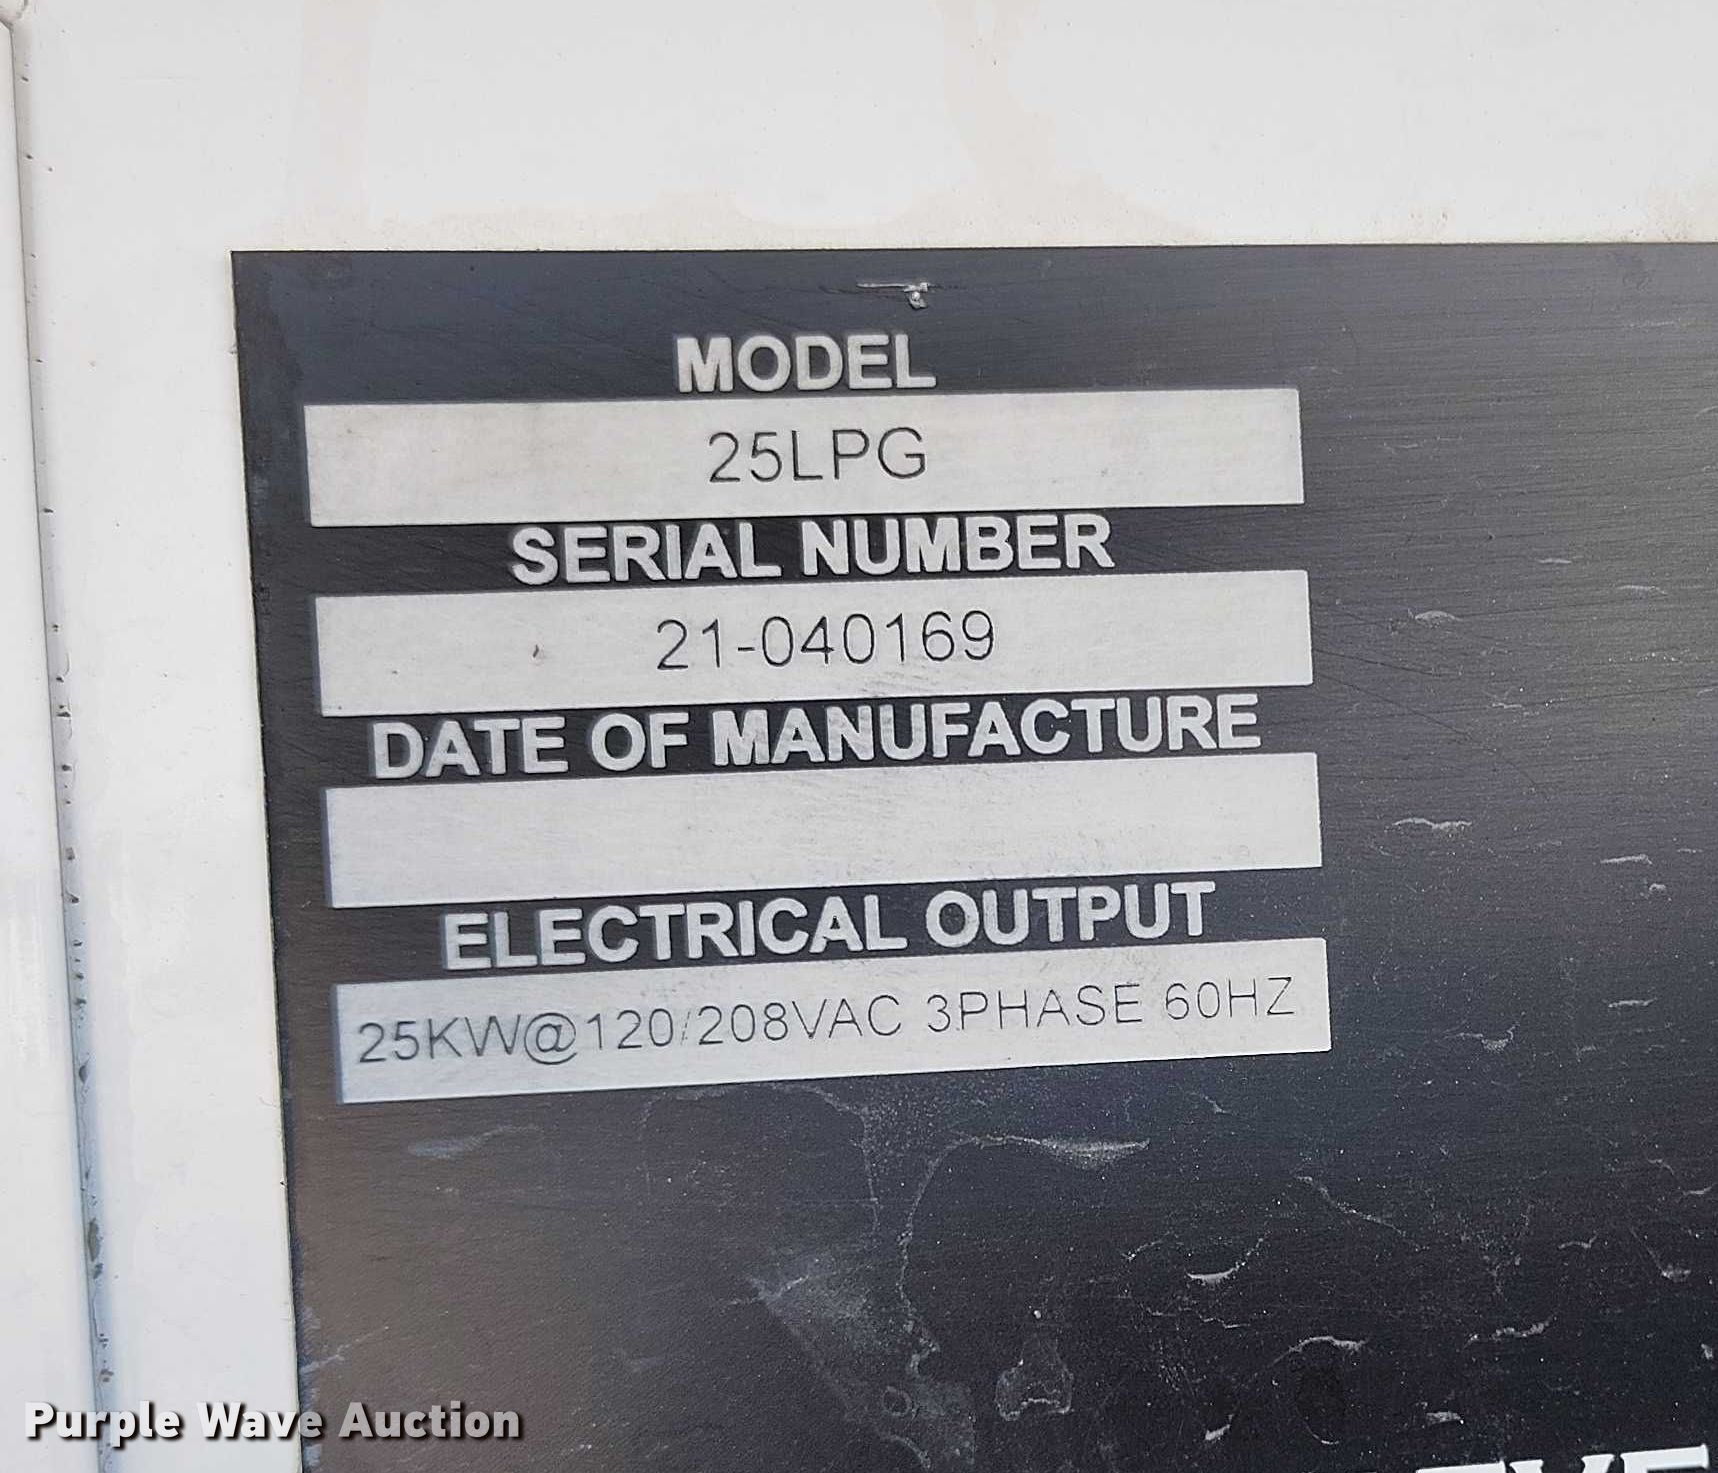 MODEL
25LPG
SERIAL NUMBER
21-040169
DATE OF MANUFACTURE
ELECTRICAL OUTPUT
25KW@120/208VAC 3PHASE 60HZ
Purple Wave Auction